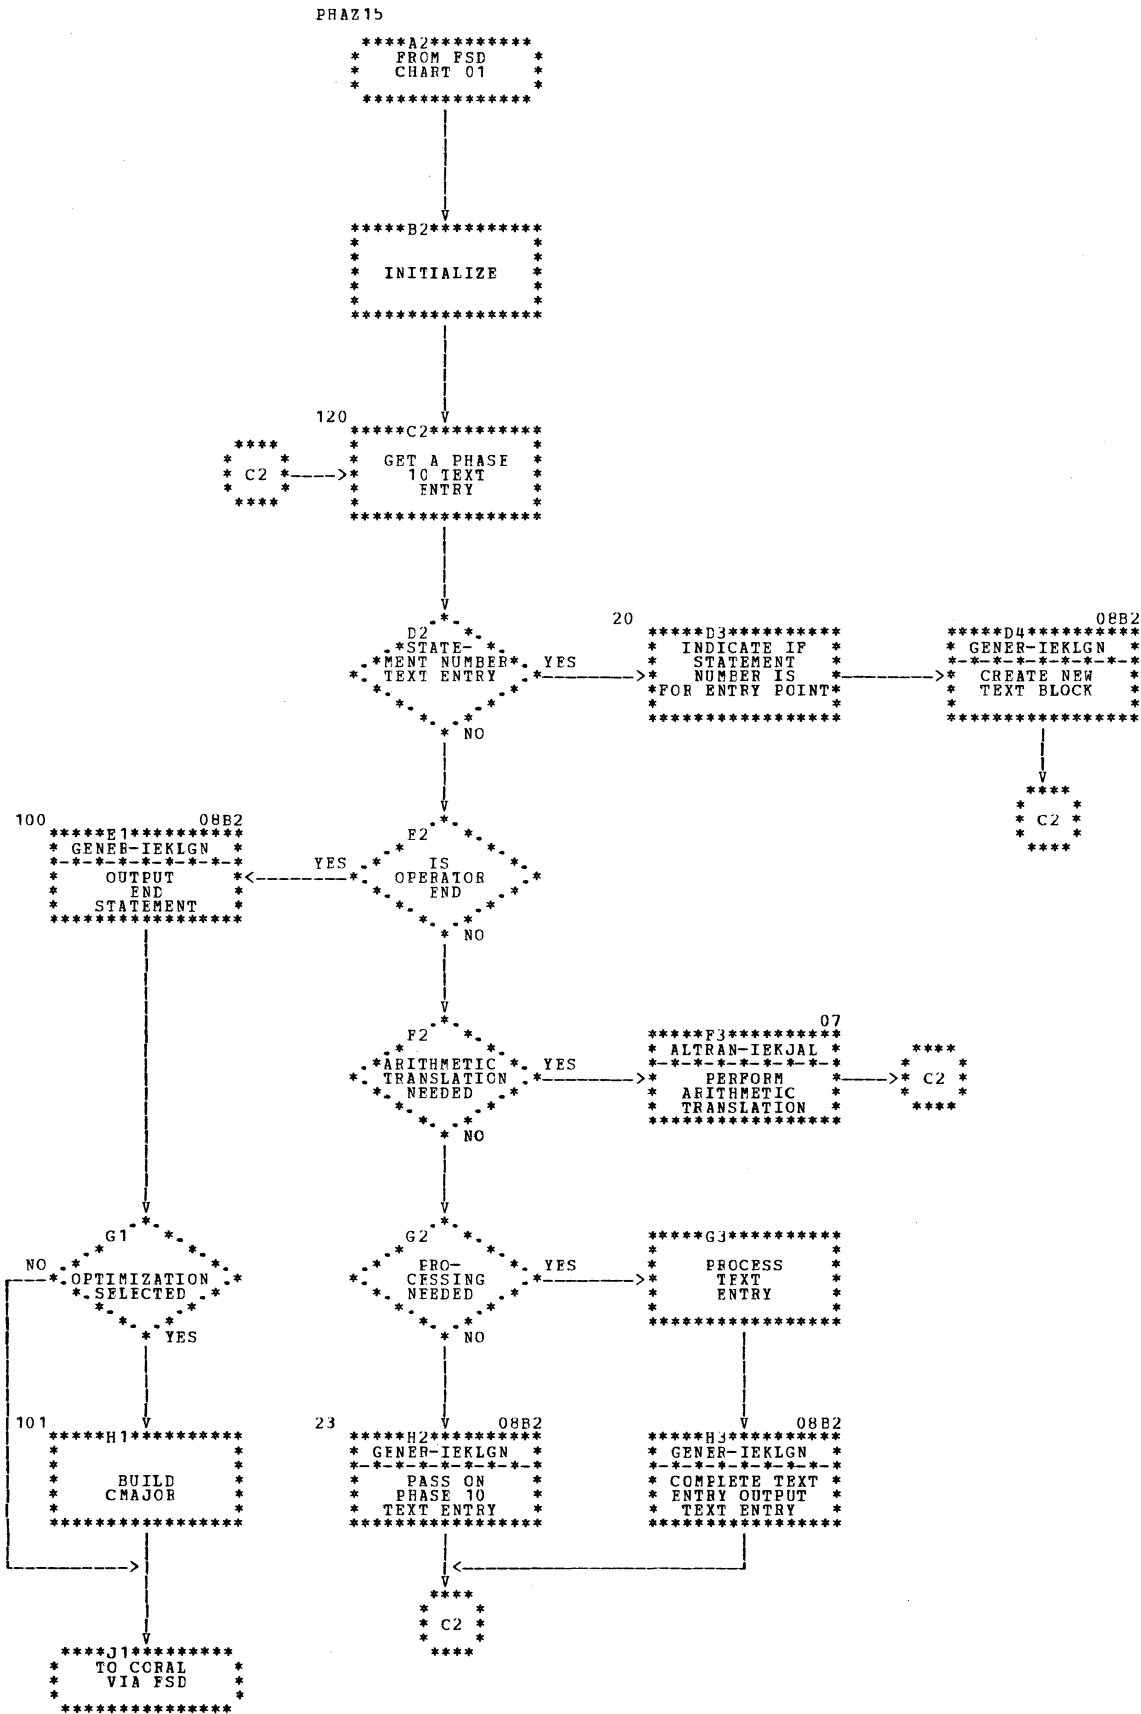 PHAZ15
A2
FROM FSD
CHART 01
B2
INITIALIZE
120
C2
C2
GET A PHASE
10 TEXT
ENTRY
D2
STATE-
MENT NUMBER
TEXT ENTRY
YES
NO
20
D3
INDICATE IF
STATEMENT
NUMBER IS
FOR ENTRY POINT
08B2
D4
GENER-IEKLGN
CREATE NEW
TEXT BLOCK
C2
100
08B2
E1
GENER-IEKLGN
OUTPUT
END
STATEMENT
YES
E2
IS
OPERATOR
END
NO
F2
ARITHMETIC
TRANSLATION
NEEDED
YES
NO
07
F3
ALTRAN-IEKJAL
PERFORM
ARITHMETIC
TRANSLATION
C2
G1
NO
OPTIMIZATION
SELECTED
YES
G2
PRO-
CESSING
NEEDED
YES
NO
G3
PROCESS
TEXT
ENTRY
101
H1
BUILD
CMAJOR
23
08B2
H2
GENER-IEKLGN
PASS ON
PHASE 10
TEXT ENTRY
08B2
H3
GENER-IEKLGN
COMPLETE TEXT
ENTRY OUTPUT
TEXT ENTRY
C2
J1
TO CORAL
VIA FSD